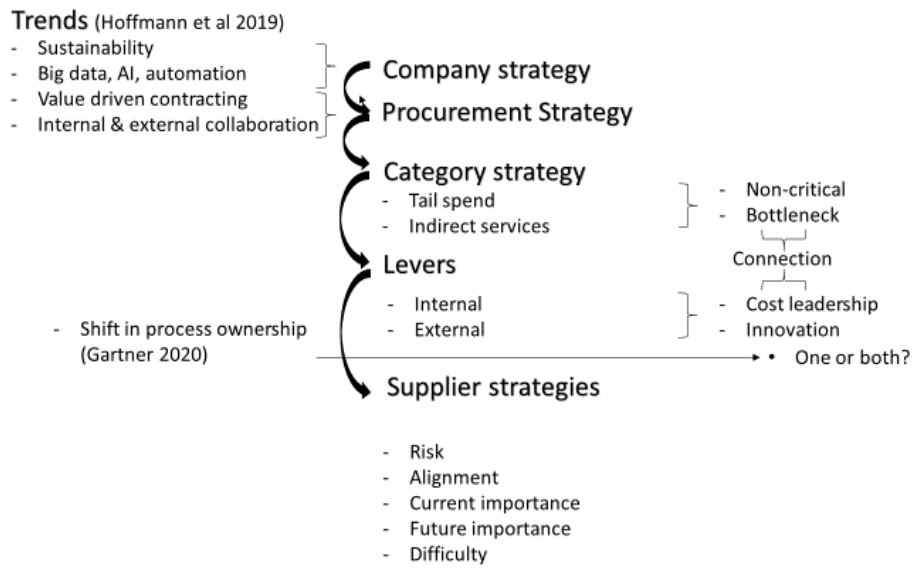 Trends (Hoffmann et al 2019)
- Sustainability
- Big data, AI, automation
- Value driven contracting
- Internal & external collaboration
Company strategy
Procurement Strategy
Category strategy
- Tail spend
- Indirect services
- Non-critical
- Bottleneck
Connection
Levers
- Internal
- External
- Cost leadership
- Innovation
- Shift in process ownership
(Gartner 2020)
• One or both?
Supplier strategies
- Risk
- Alignment
- Current importance
- Future importance
- Difficulty